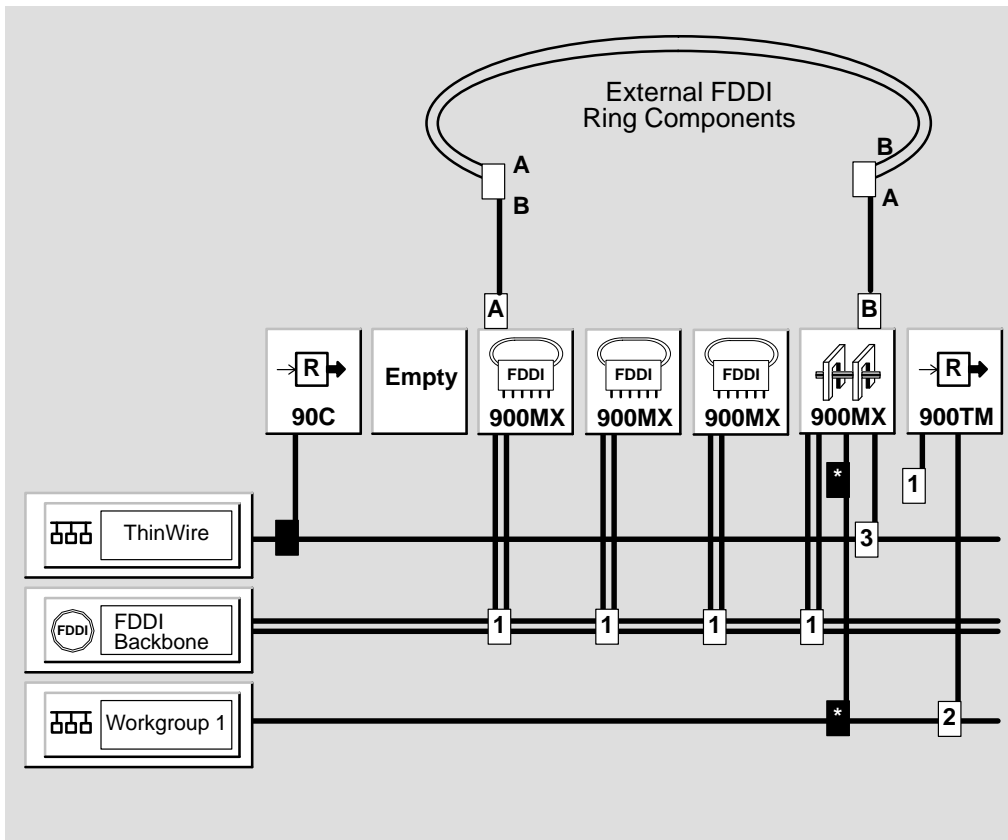 External FDDI
Ring Components
A
B
B
A
A
B
R
90C
Empty
FDDI
900MX
FDDI
900MX
FDDI
900MX
900MX
R
900TM
*
1
ThinWire
3
FDDI
FDDI
Backbone
1
1
1
1
Workgroup 1
*
2